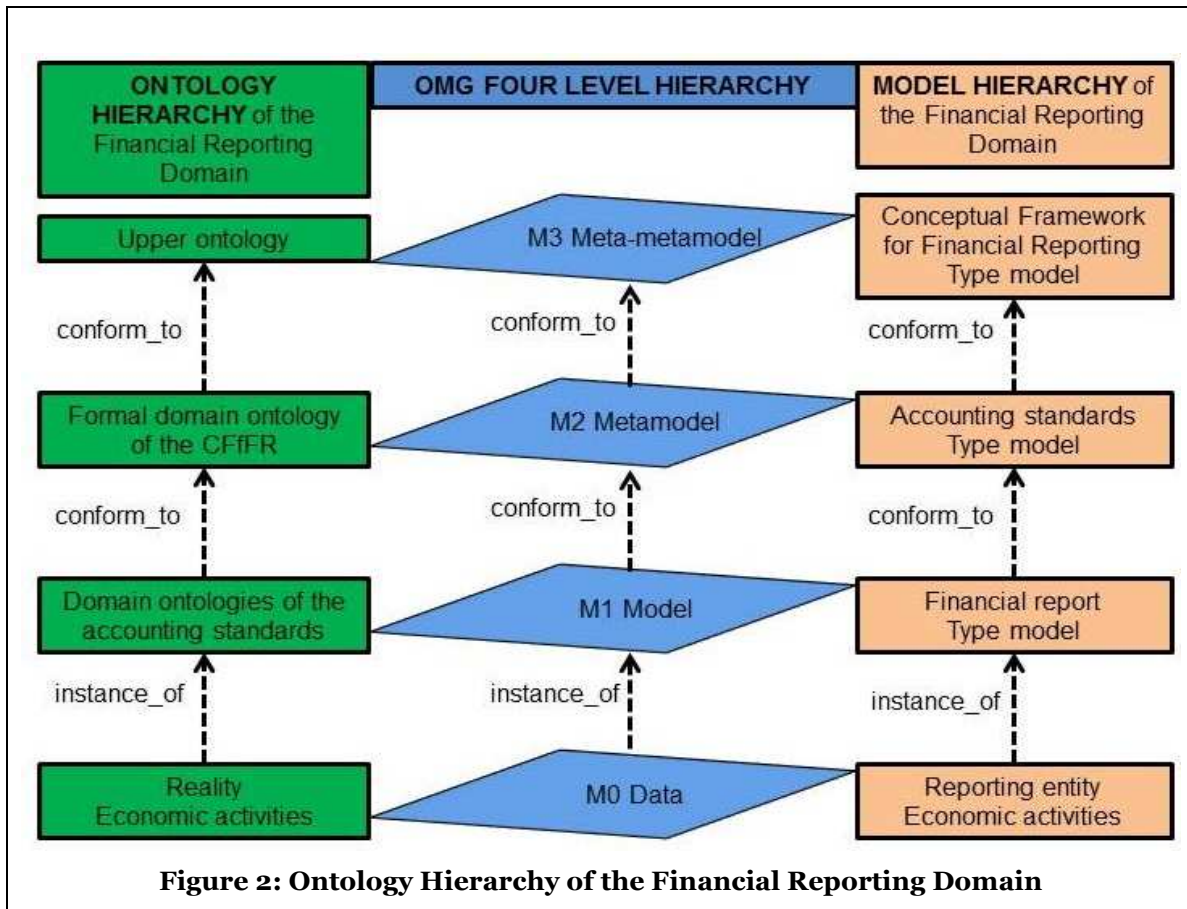 ONTOLOGY
HIERARCHY of the
Financial Reporting
Domain
OMG FOUR LEVEL HIERARCHY
MODEL HIERARCHY of
the Financial Reporting
Domain
Upper ontology
M3 Meta-metamodel
Conceptual Framework
for Financial Reporting
Type model
conform_to
conform_to
conform_to
Formal domain ontology
of the CFfFR
M2 Metamodel
Accounting standards
Type model
conform_to
conform_to
conform_to
Domain ontologies of the
accounting standards
M1 Model
Financial report
Type model
instance_of
instance_of
instance_of
Reality
Economic activities
M0 Data
Reporting entity
Economic activities
Figure 2: Ontology Hierarchy of the Financial Reporting Domain